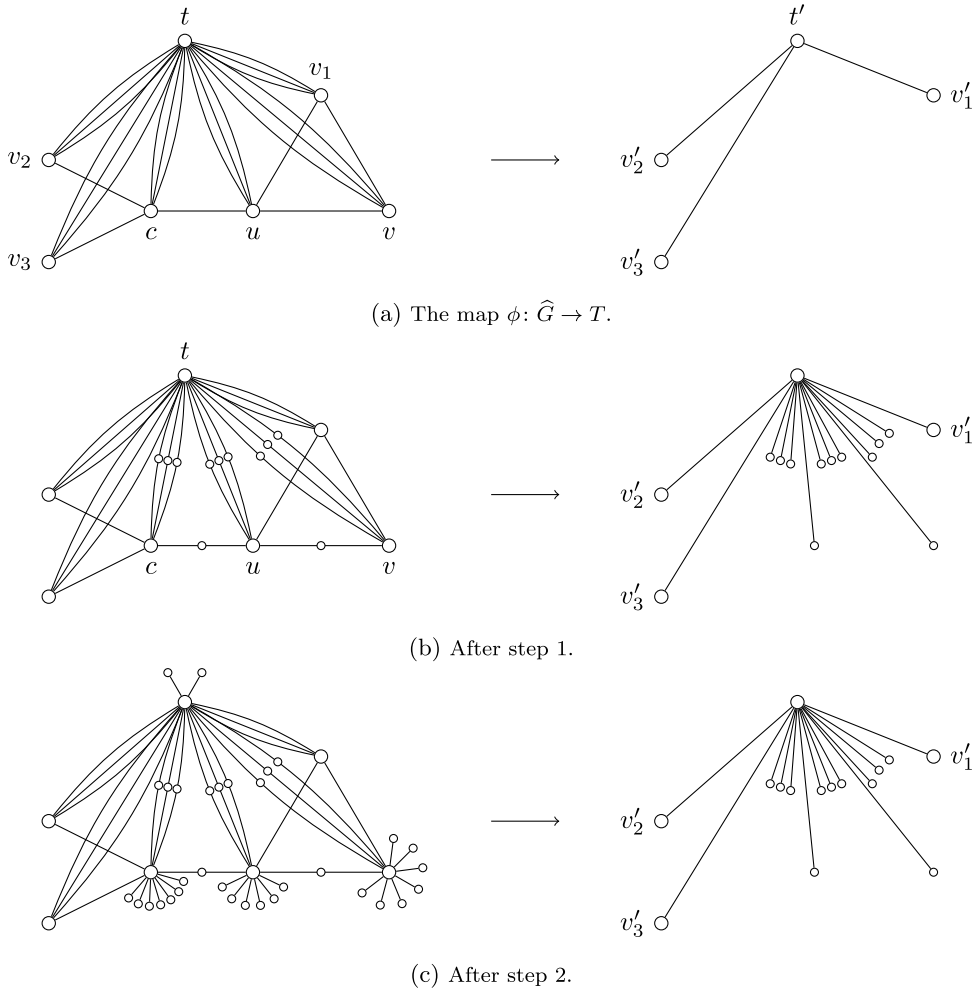 t
t′
v₁
v′₁
v₂
v′₂
c
u
v
v₃
v′₃
(a) The map ϕ: Ĝ → T.
t
v′₁
v′₂
c
u
v
v′₃
(b) After step 1.
v′₁
v′₂
v′₃
(c) After step 2.